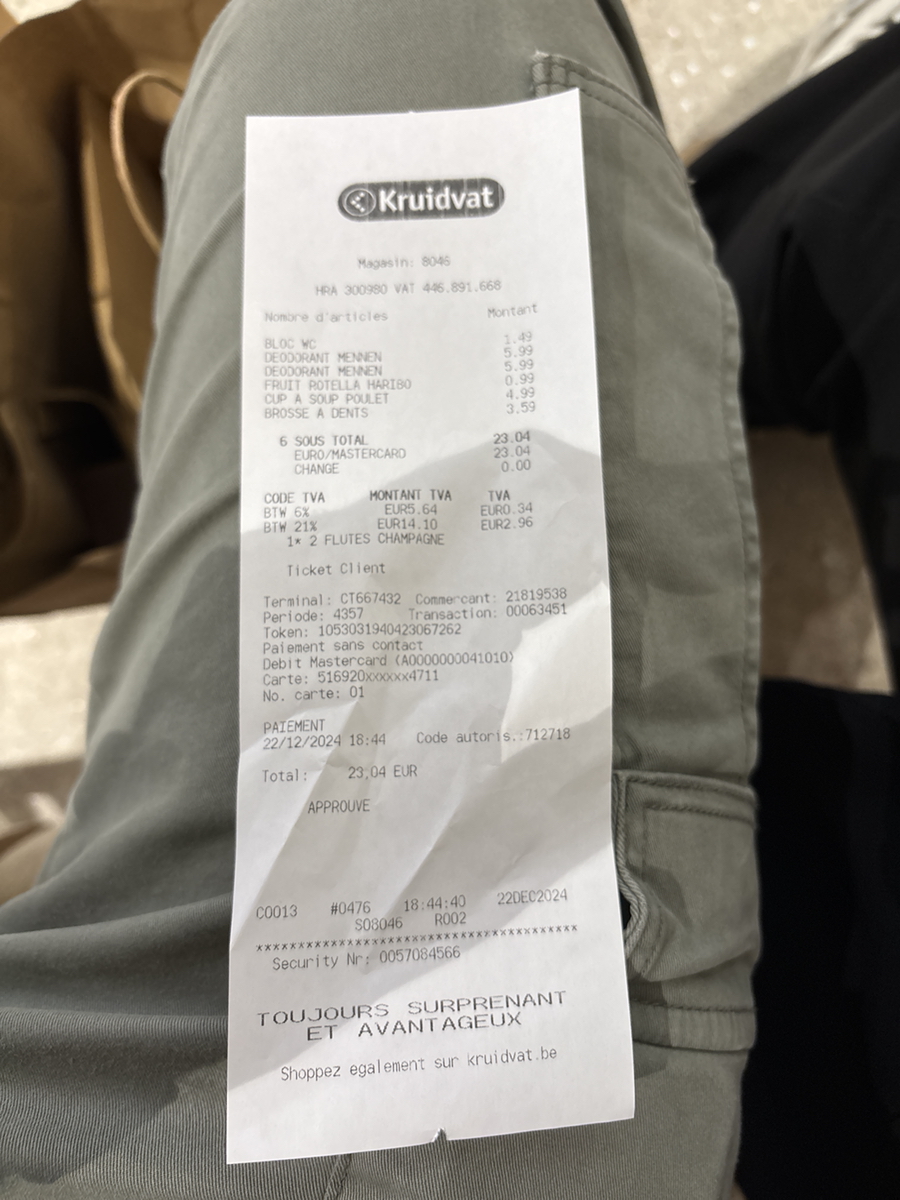 Kruidvat
Magasin: 8046
HRA 300980 VAT 446.891.668
Nombre d'articles Montant
BLOC WC 1.49
DEODORANT MENNEN 5.99
DEODORANT MENNEN 5.99
FRUIT ROTELLA HARIBO 0.99
CUP A SOUP POULET 4.99
BROSSE A DENTS 3.59
6 SOUS TOTAL 23.04
EURO/MASTERCARD 23.04
CHANGE 0.00
CODE TVA MONTANT TVA TVA
BTW 6% EUR5.64 EUR0.34
BTW 21% EUR14.10 EUR2.96
1* 2 FLUTES CHAMPAGNE
Ticket Client
Terminal: CT667432 Commercant: 21819538
Periode: 4357 Transaction: 00063451
Token: 1053031940423067262
Paiement sans contact
Debit Mastercard (A0000000041010)
Carte: 516920xxxxxx4711
No. carte: 01
PAIEMENT
22/12/2024 18:44 Code autoris.:712718
Total: 23,04 EUR
APPROUVE
C0013 #0476 18:44:40 22DEC2024
S08046 R002
***************************************
Security Nr: 0057084566
TOUJOURS SURPRENANT
ET AVANTAGEUX
Shoppez egalement sur kruidvat.be